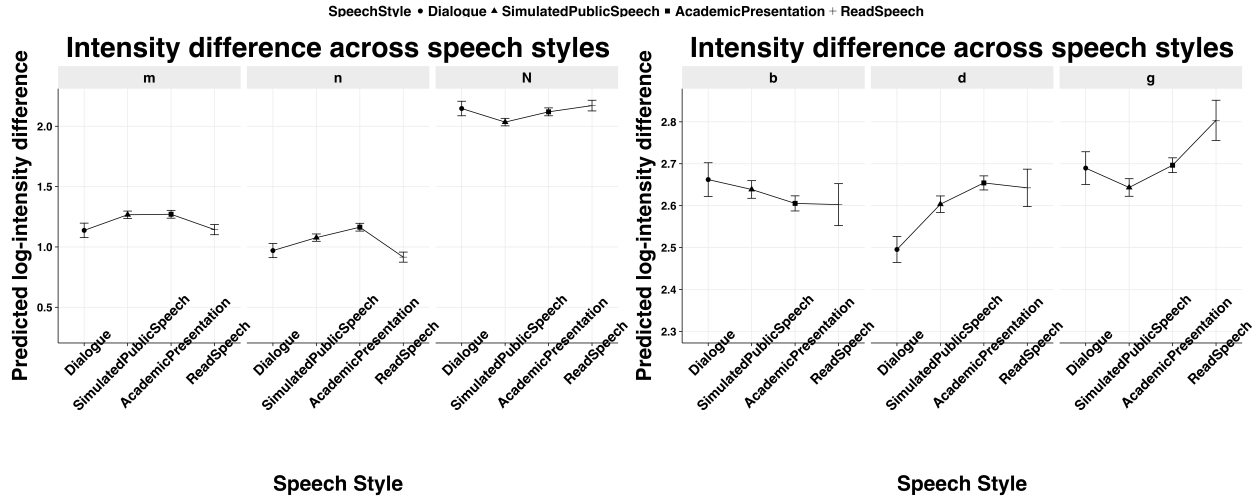 SpeechStyle Dialogue SimulatedPublicSpeech AcademicPresentation ReadSpeech
Intensity difference across speech styles
Predicted log-intensity difference
m n N
2.0
1.5
1.0
0.5
Dialogue SimulatedPublicSpeech AcademicPresentation ReadSpeech
Dialogue SimulatedPublicSpeech AcademicPresentation ReadSpeech
Dialogue SimulatedPublicSpeech AcademicPresentation ReadSpeech
Speech Style
Intensity difference across speech styles
Predicted log-intensity difference
b d g
2.8
2.7
2.6
2.5
2.4
2.3
Dialogue SimulatedPublicSpeech AcademicPresentation ReadSpeech
Dialogue SimulatedPublicSpeech AcademicPresentation ReadSpeech
Dialogue SimulatedPublicSpeech AcademicPresentation ReadSpeech
Speech Style